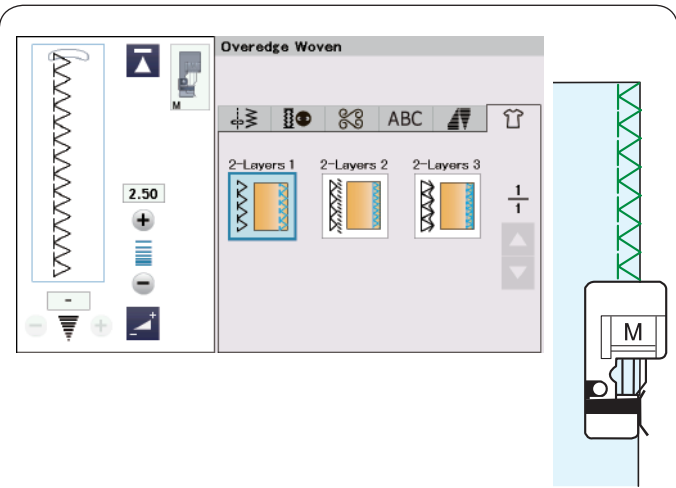 Overedge Woven
M
ABC
2-Layers 1
2-Layers 2
2-Layers 3
2.50
1
1
-
M